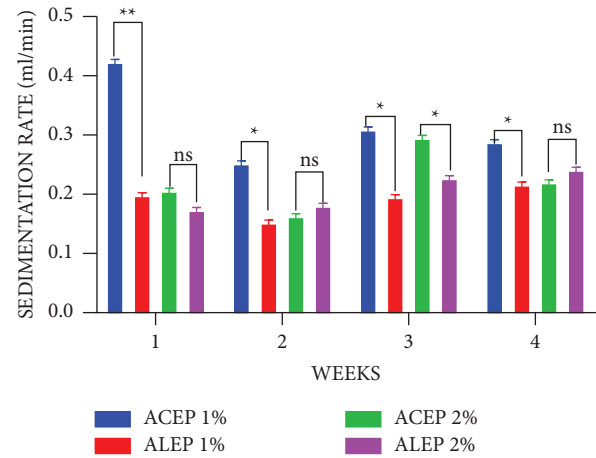 SEDIMENTATION RATE (ml/min)
0.5
0.4
0.3
0.2
0.1
0.0
**
ns
*
ns
*
*
*
ns
1
2
3
4
WEEKS
ACEP 1%
ACEP 2%
ALEP 1%
ALEP 2%